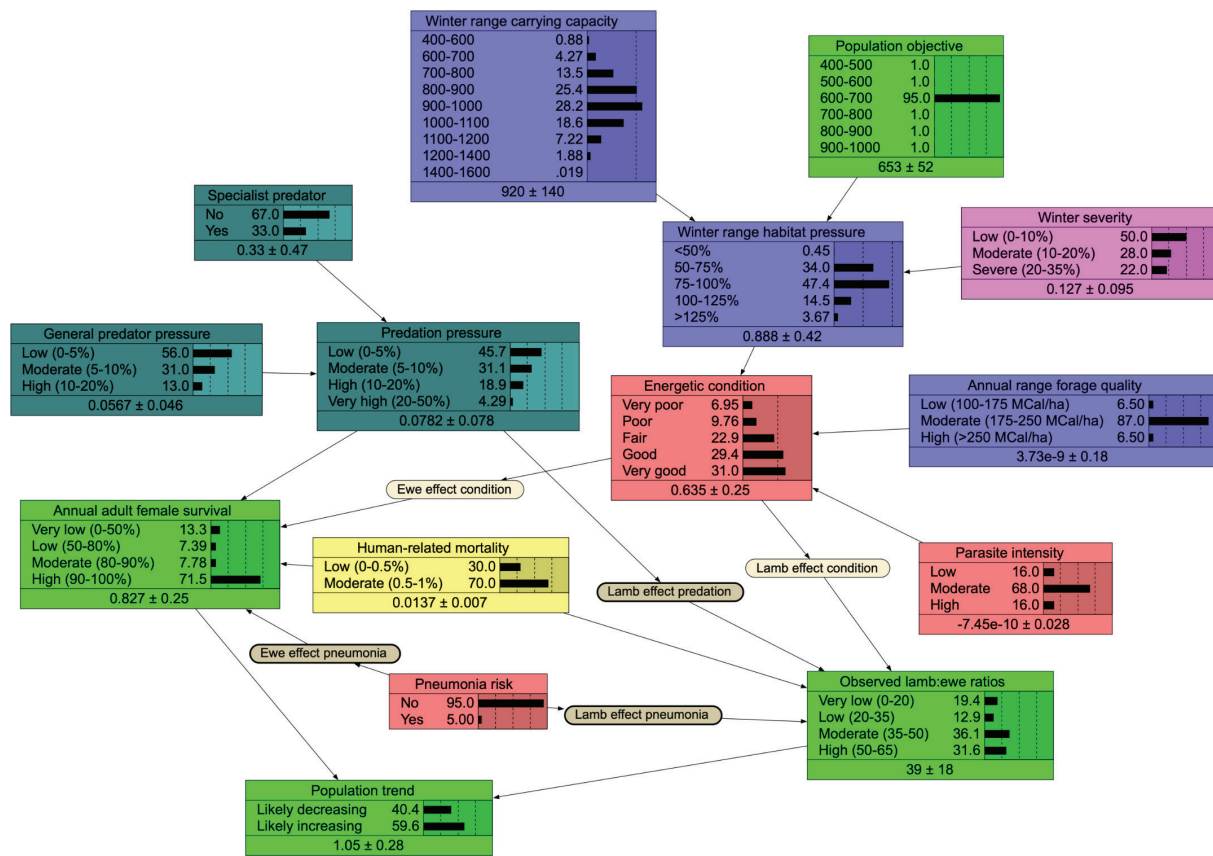 Winter range carrying capacity
400-600 0.88
600-700 4.27
700-800 13.5
800-900 25.4
900-1000 28.2
1000-1100 18.6
1100-1200 7.22
1200-1400 1.88
1400-1600 .019
920 ± 140
Population objective
400-500 1.0
500-600 1.0
600-700 95.0
700-800 1.0
800-900 1.0
900-1000 1.0
653 ± 52
Specialist predator
No 67.0
Yes 33.0
0.33 ± 0.47
Winter range habitat pressure
<50% 0.45
50-75% 34.0
75-100% 47.4
100-125% 14.5
>125% 3.67
0.888 ± 0.42
Winter severity
Low (0-10%) 50.0
Moderate (10-20%) 28.0
Severe (20-35%) 22.0
0.127 ± 0.095
General predator pressure
Low (0-5%) 56.0
Moderate (5-10%) 31.0
High (10-20%) 13.0
0.0567 ± 0.046
Predation pressure
Low (0-5%) 45.7
Moderate (5-10%) 31.1
High (10-20%) 18.9
Very high (20-50%) 4.29
0.0782 ± 0.078
Energetic condition
Very poor 6.95
Poor 9.76
Fair 22.9
Good 29.4
Very good 31.0
0.635 ± 0.25
Annual range forage quality
Low (100-175 MCal/ha) 6.50
Moderate (175-250 MCal/ha) 87.0
High (>250 MCal/ha) 6.50
3.73e-9 ± 0.18
Ewe effect condition
Annual adult female survival
Very low (0-50%) 13.3
Low (50-80%) 7.39
Moderate (80-90%) 7.78
High (90-100%) 71.5
0.827 ± 0.25
Human-related mortality
Low (0-0.5%) 30.0
Moderate (0.5-1%) 70.0
0.0137 ± 0.007
Lamb effect condition
Parasite intensity
Low 16.0
Moderate 68.0
High 16.0
-7.45e-10 ± 0.028
Lamb effect predation
Ewe effect pneumonia
Pneumonia risk
No 95.0
Yes 5.00
Lamb effect pneumonia
Observed lamb:ewe ratios
Very low (0-20) 19.4
Low (20-35) 12.9
Moderate (35-50) 36.1
High (50-65) 31.6
39 ± 18
Population trend
Likely decreasing 40.4
Likely increasing 59.6
1.05 ± 0.28